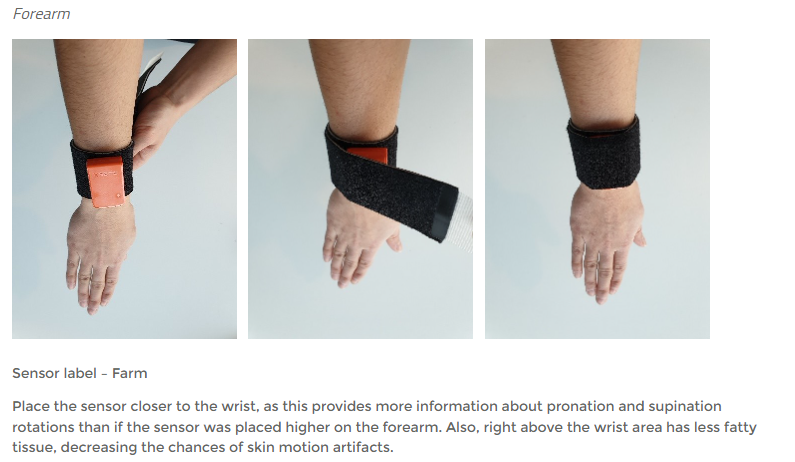 Forearm
Sensor label – Farm
Place the sensor closer to the wrist, as this provides more information about pronation and supination
rotations than if the sensor was placed higher on the forearm. Also, right above the wrist area has less fatty
tissue, decreasing the chances of skin motion artifacts.